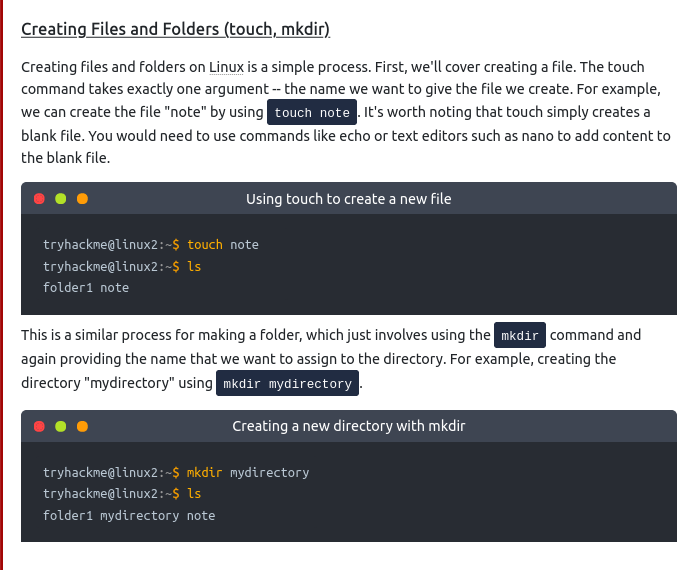 Creating Files and Folders (touch, mkdir)
Creating files and folders on Linux is a simple process. First, we'll cover creating a file. The touch
command takes exactly one argument -- the name we want to give the file we create. For example,
we can create the file "note" by using touch note. It's worth noting that touch simply creates a
blank file. You would need to use commands like echo or text editors such as nano to add content to
the blank file.
Using touch to create a new file
tryhackme@linux2:~$ touch note
tryhackme@linux2:~$ ls
folder1 note
This is a similar process for making a folder, which just involves using the mkdir command and
again providing the name that we want to assign to the directory. For example, creating the
directory "mydirectory" using mkdir mydirectory.
Creating a new directory with mkdir
tryhackme@linux2:~$ mkdir mydirectory
tryhackme@linux2:~$ ls
folder1 mydirectory note